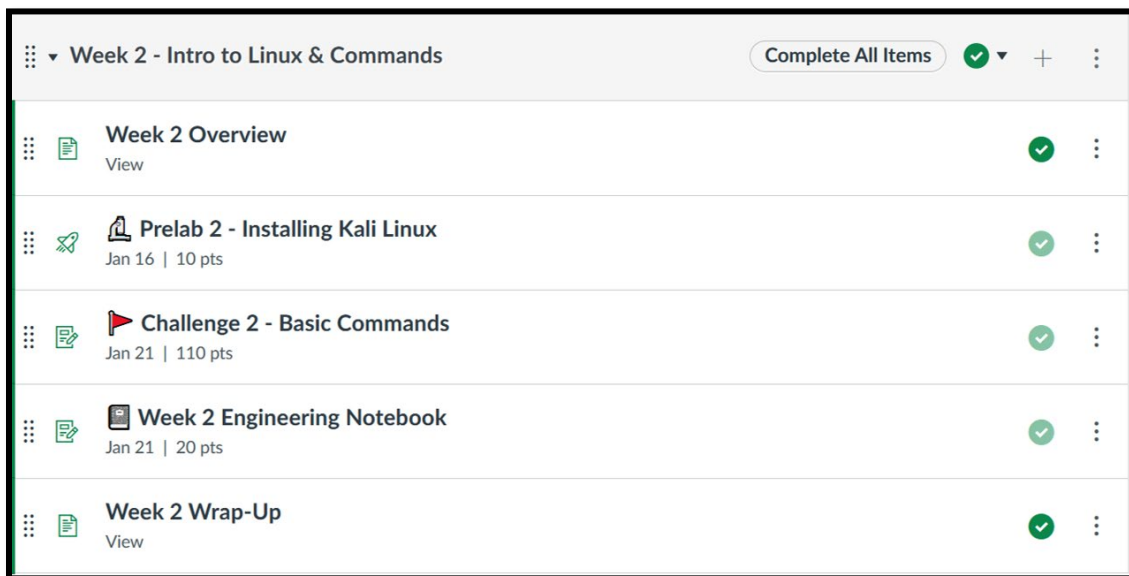 Week 2 - Intro to Linux & Commands
Complete All Items
Week 2 Overview
View
Prelab 2 - Installing Kali Linux
Jan 16 | 10 pts
Challenge 2 - Basic Commands
Jan 21 | 110 pts
Week 2 Engineering Notebook
Jan 21 | 20 pts
Week 2 Wrap-Up
View